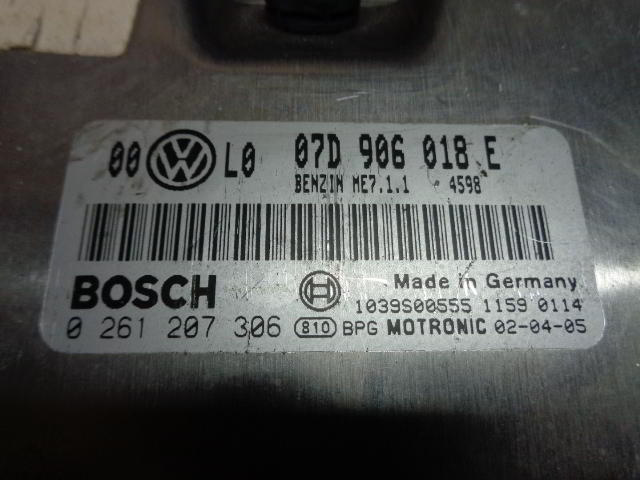 00 VW L0 07D 906 018 E
BENZIN ME7.1.1 4598
BOSCH Made in Germany
1039S00555 1159 0114
0 261 207 306 810 BPG MOTRONIC 02-04-05